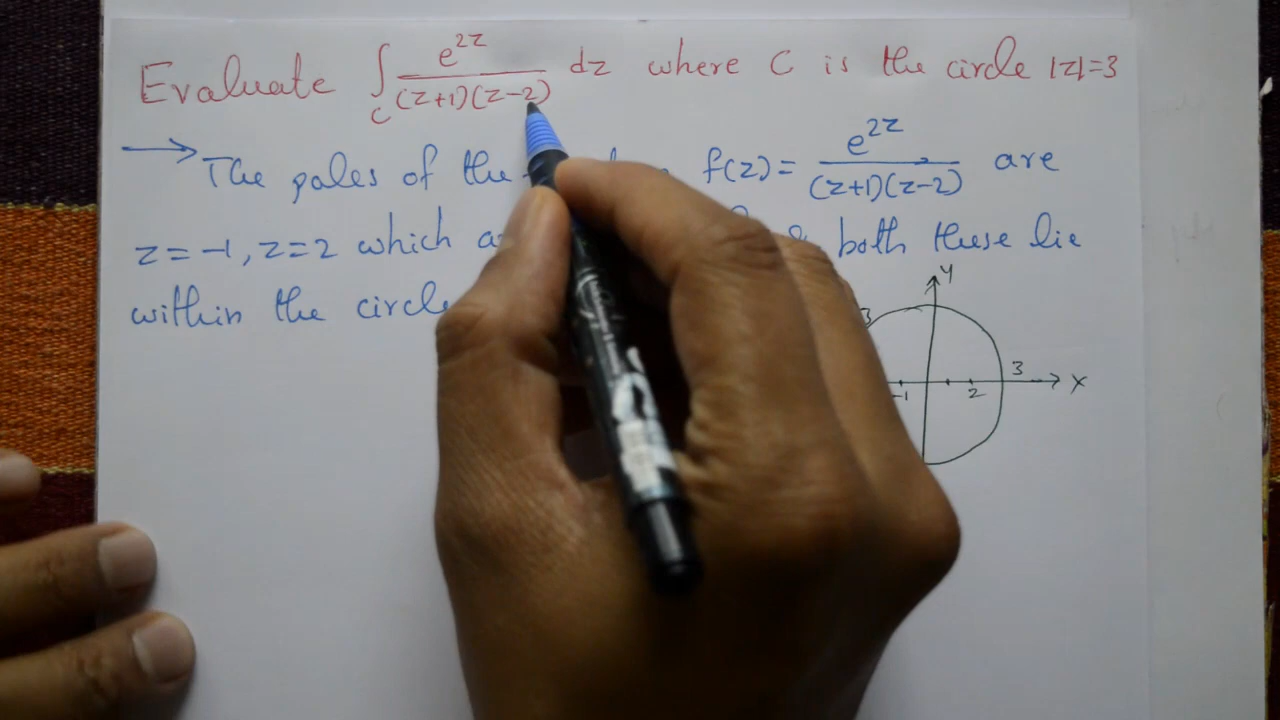 Evaluate ∫_C e^{2z}/((z+1)(z-2)) dz where C is the circle |z|=3
→ The poles of the f(z) = e^{2z}/((z+1)(z-2)) are
z=-1, z=2 which both these lie
within the circle
y
3
3
-1 2 x